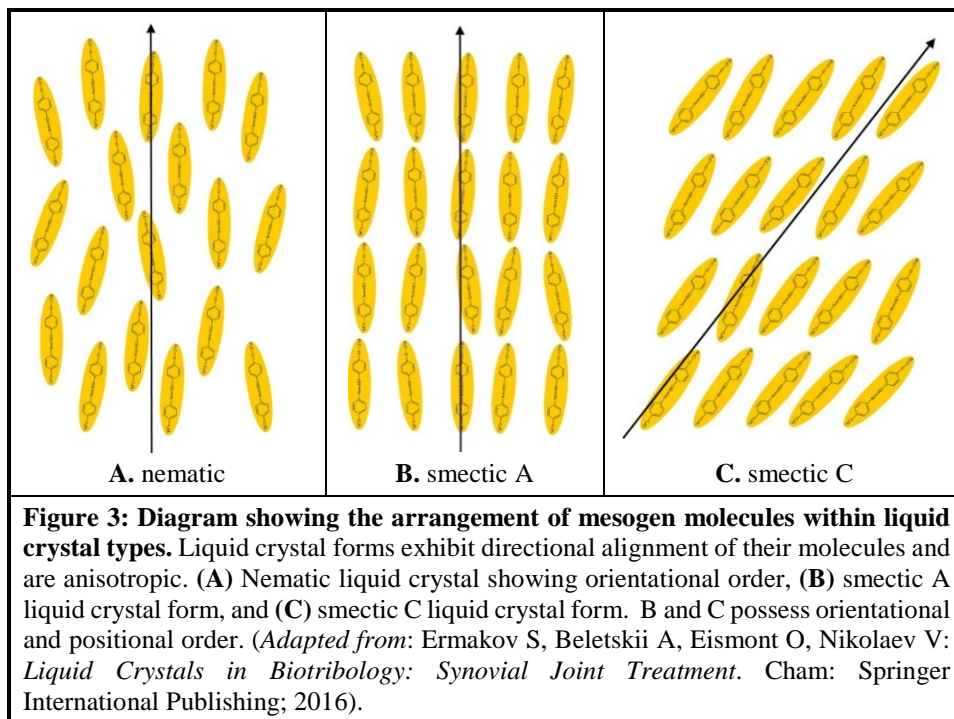 A. nematic
B. smectic A
C. smectic C
Figure 3: Diagram showing the arrangement of mesogen molecules within liquid
crystal types. Liquid crystal forms exhibit directional alignment of their molecules and
are anisotropic. (A) Nematic liquid crystal showing orientational order, (B) smectic A
liquid crystal form, and (C) smectic C liquid crystal form. B and C possess orientational
and positional order. (Adapted from: Ermakov S, Beletskii A, Eismont O, Nikolaev V:
Liquid Crystals in Biotribology: Synovial Joint Treatment. Cham: Springer
International Publishing; 2016).